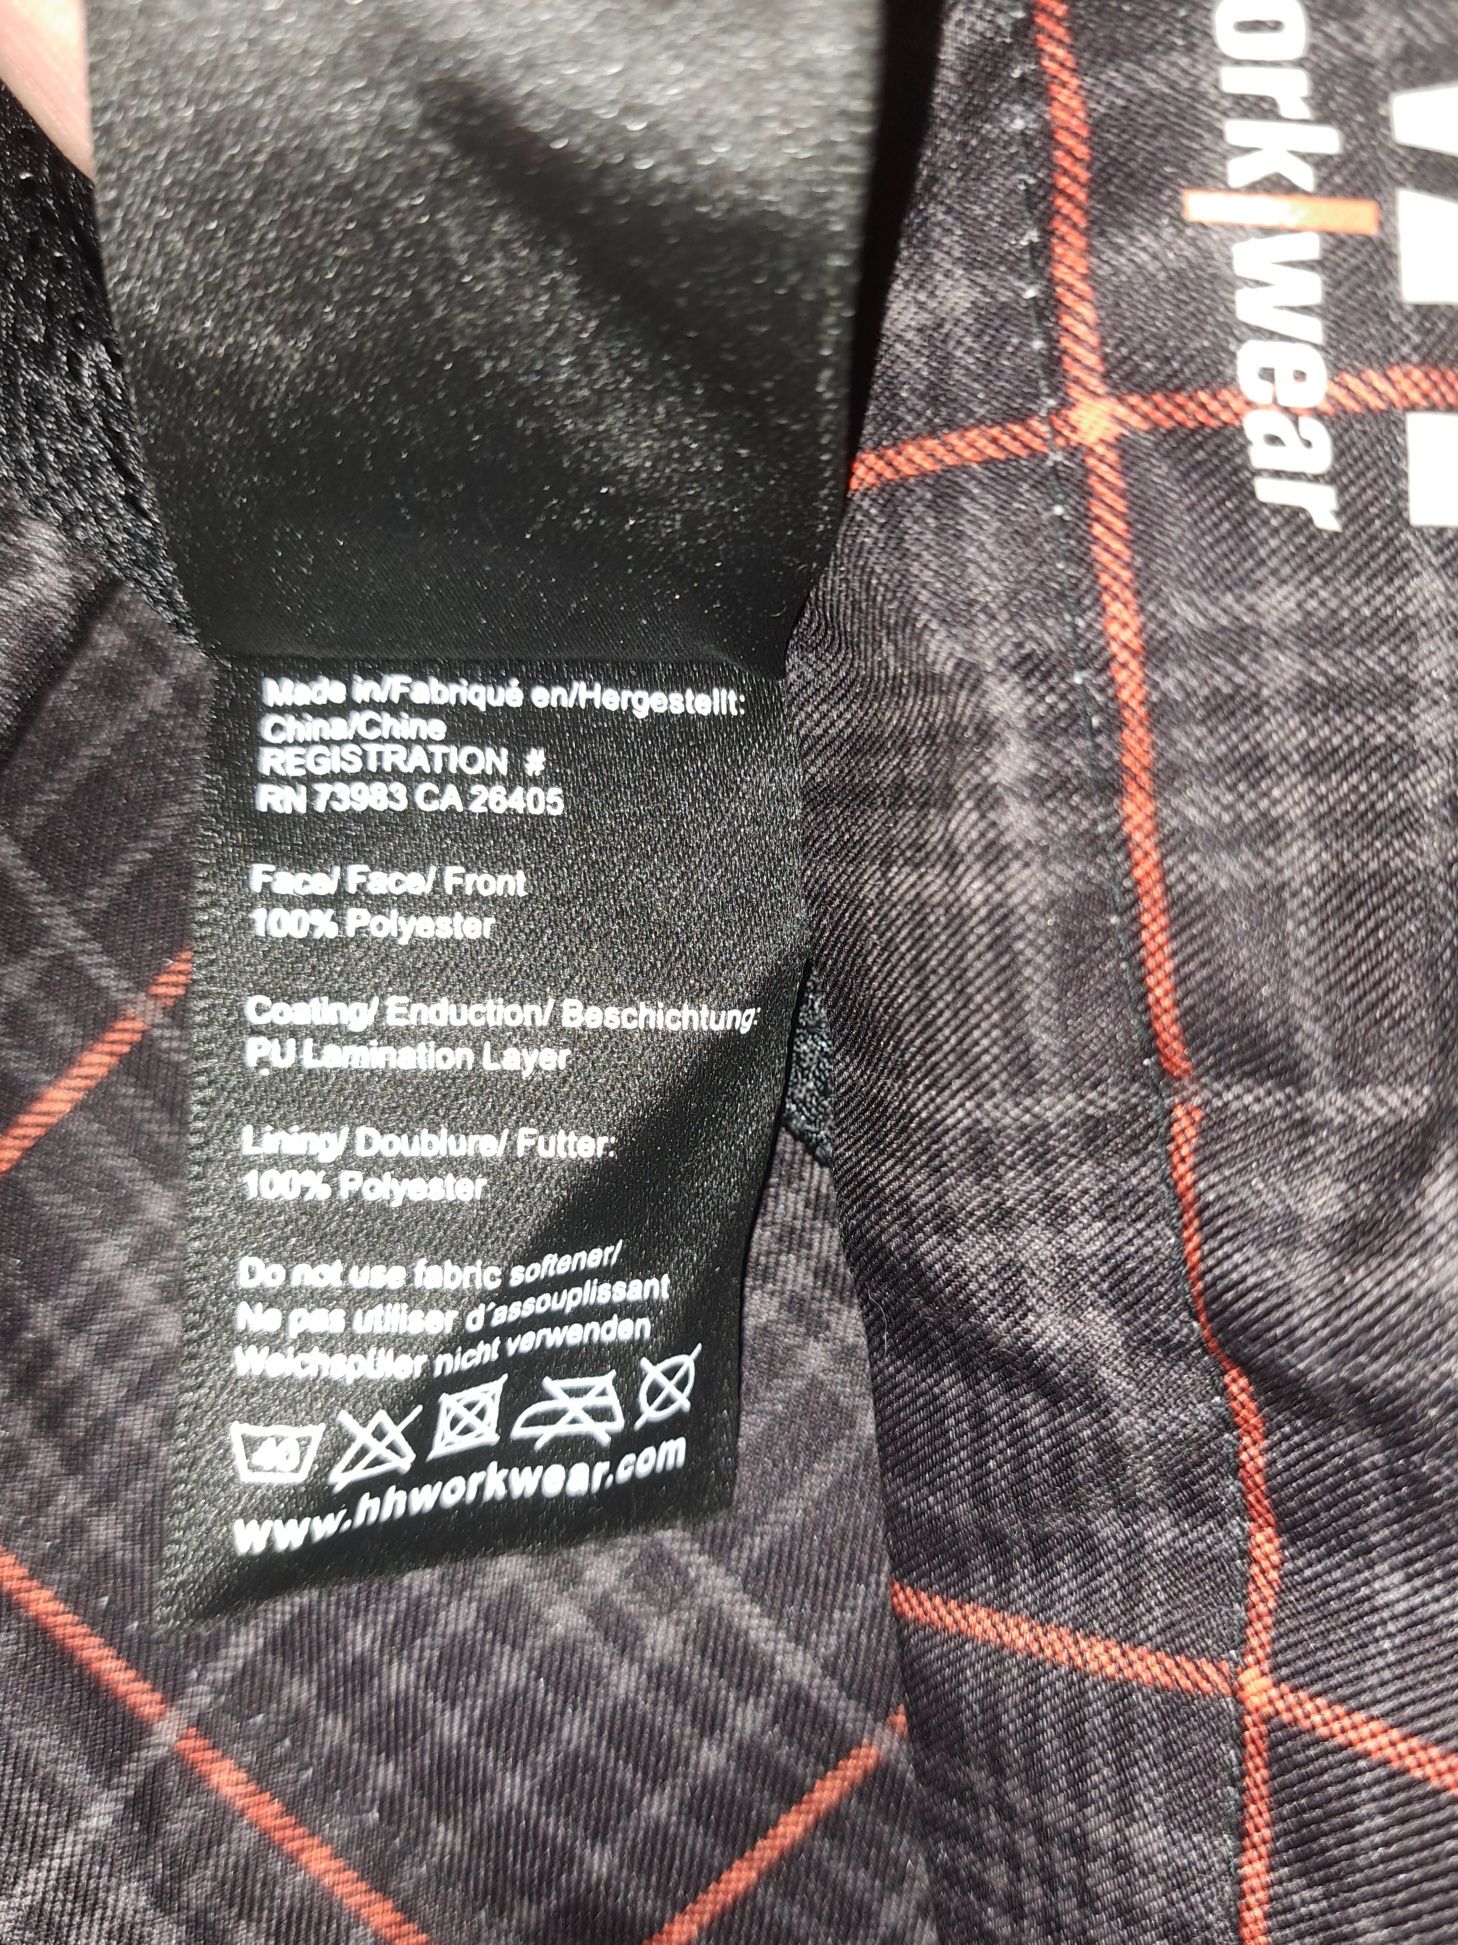 Made in/Fabriqué en/Hergestellt:
China/Chine
REGISTRATION #
RN 73983 CA 26405
Face/ Face/ Front
100% Polyester
Coating/ Enduction/ Beschichtung:
PU Lamination Layer
Lining/ Doublure/ Futter:
100% Polyester
Do not use fabric softener/
Ne pas utiliser d'assouplissant
Weichspüler nicht verwenden
40
www.hhworkwear.com
ork|wear